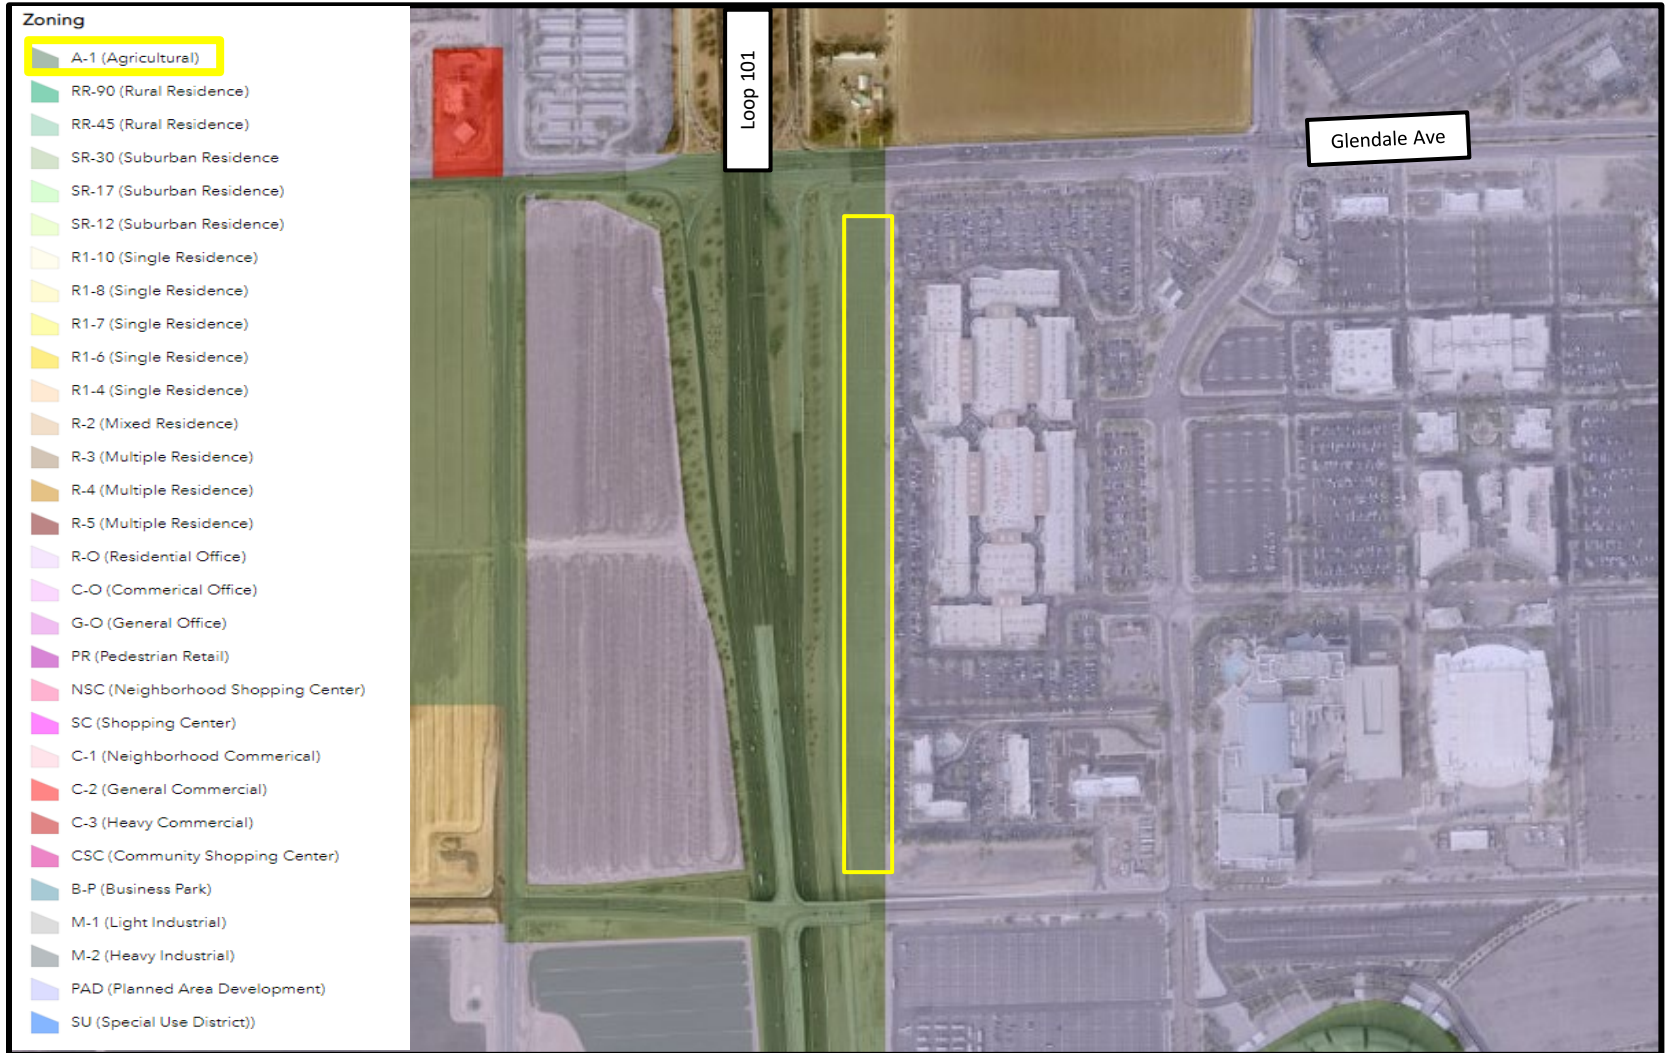 Zoning
A-1 (Agricultural)
RR-90 (Rural Residence)
RR-45 (Rural Residence)
SR-30 (Suburban Residence
SR-17 (Suburban Residence)
SR-12 (Suburban Residence)
R1-10 (Single Residence)
R1-8 (Single Residence)
R1-7 (Single Residence)
R1-6 (Single Residence)
R1-4 (Single Residence)
R-2 (Mixed Residence)
R-3 (Multiple Residence)
R-4 (Multiple Residence)
R-5 (Multiple Residence)
R-O (Residential Office)
C-O (Commerical Office)
G-O (General Office)
PR (Pedestrian Retail)
NSC (Neighborhood Shopping Center)
SC (Shopping Center)
C-1 (Neighborhood Commerical)
C-2 (General Commercial)
C-3 (Heavy Commercial)
CSC (Community Shopping Center)
B-P (Business Park)
M-1 (Light Industrial)
M-2 (Heavy Industrial)
PAD (Planned Area Development)
SU (Special Use District))
Loop 101
Glendale Ave